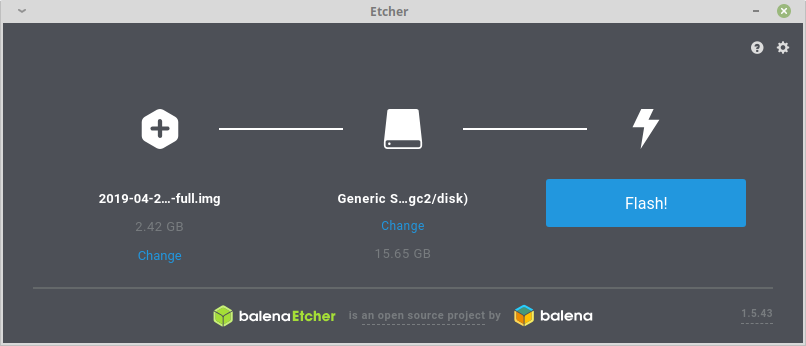 Etcher
2019-04-2...-full.img
2.42 GB
Change
Generic S...gc2/disk)
Change
15.65 GB
Flash!
balenaEtcher is an open source project by balena
1.5.43